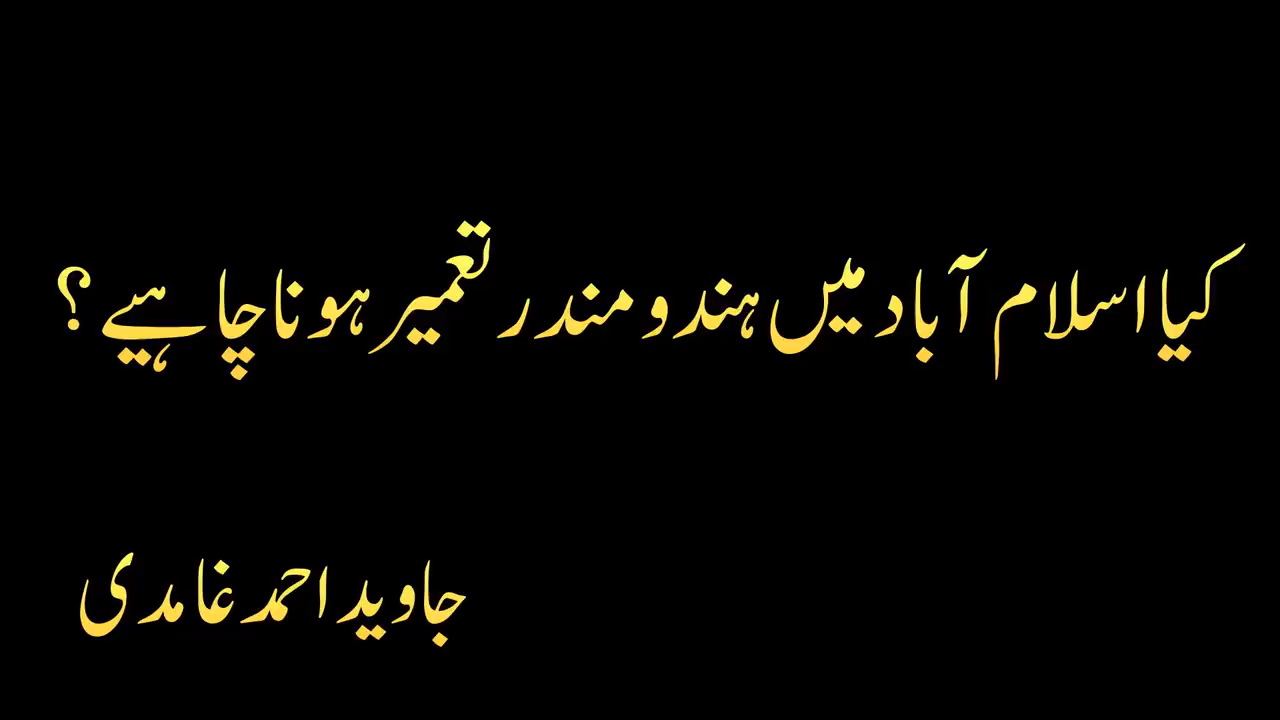 کیا اسلام آباد میں ہندو مندر تعمیر ہونا چاہیے؟
جاوید احمد غامدی